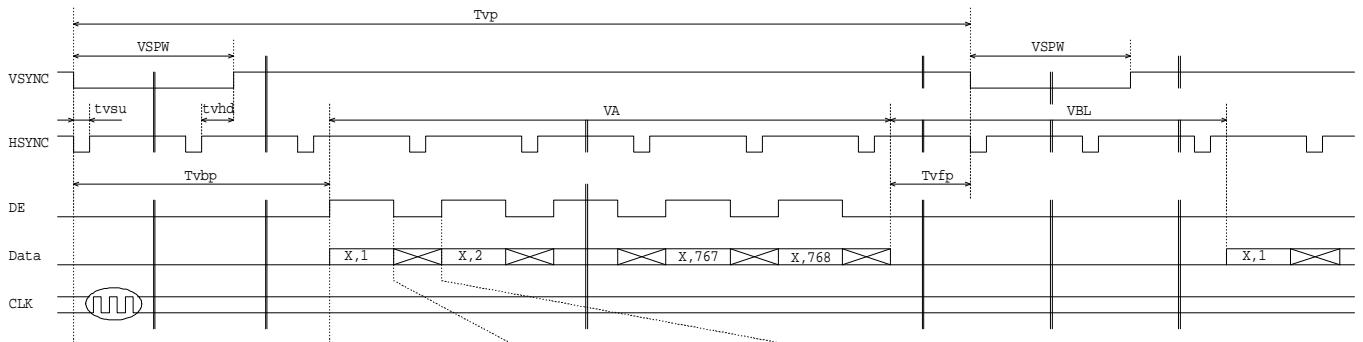 Tvp
VSPW VSPW
VSYNC
tvsu tvhd VA VBL
HSYNC
Tvbp Tvfp
DE
Data X,1 X,2 X,767 X,768 X,1
CLK